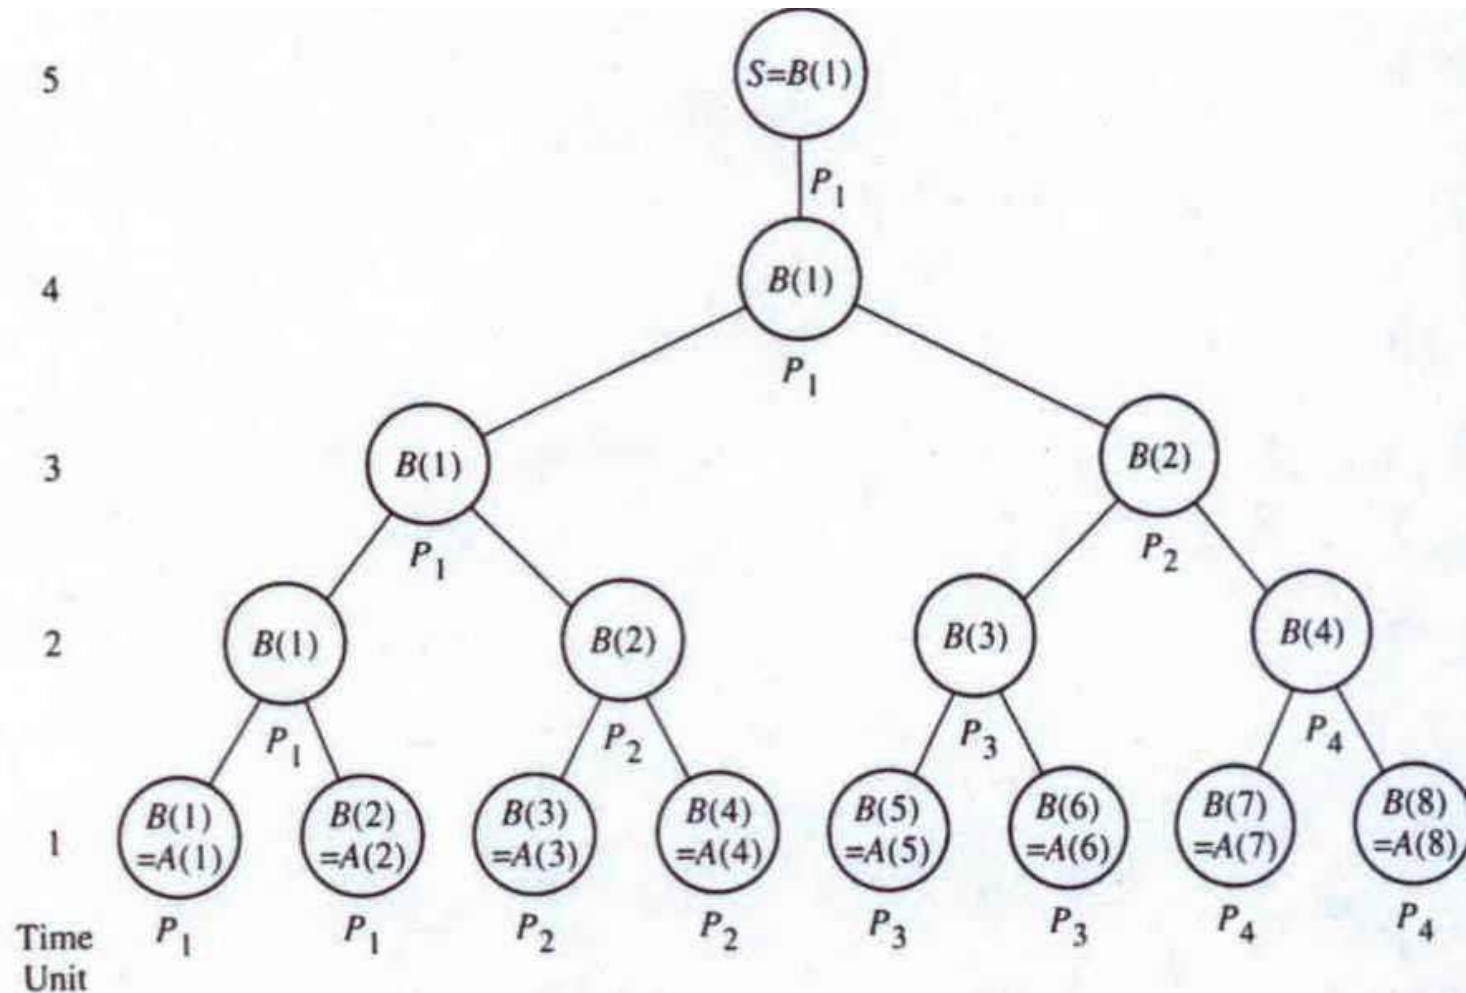 5
S=B(1)
P1
4
B(1)
P1
3
B(1)
B(2)
P1
P2
2
B(1)
B(2)
B(3)
B(4)
P1
P2
P3
P4
1
B(1)
=A(1)
B(2)
=A(2)
B(3)
=A(3)
B(4)
=A(4)
B(5)
=A(5)
B(6)
=A(6)
B(7)
=A(7)
B(8)
=A(8)
Time
Unit
P1
P1
P2
P2
P3
P3
P4
P4